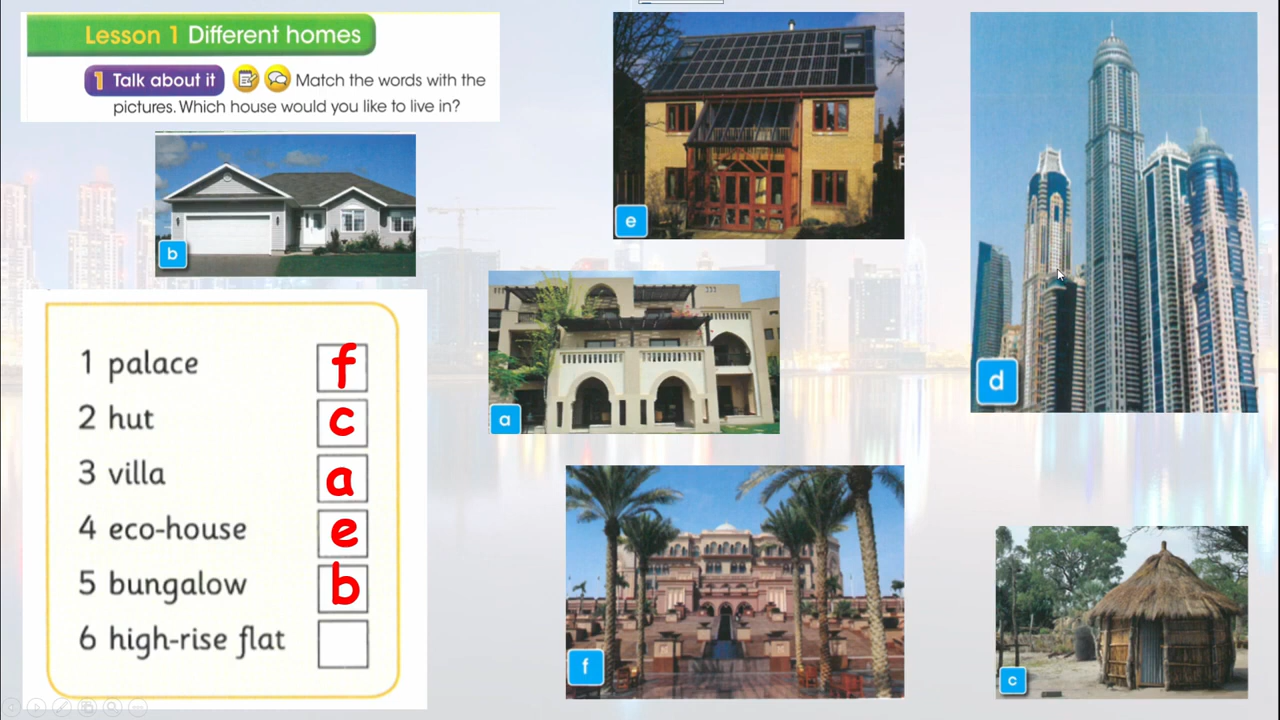 Lesson 1 Different homes
1 Talk about it Match the words with the
pictures. Which house would you like to live in?
b
e
d
a
1 palace f
2 hut c
3 villa a
4 eco-house e
5 bungalow b
6 high-rise flat
f
c